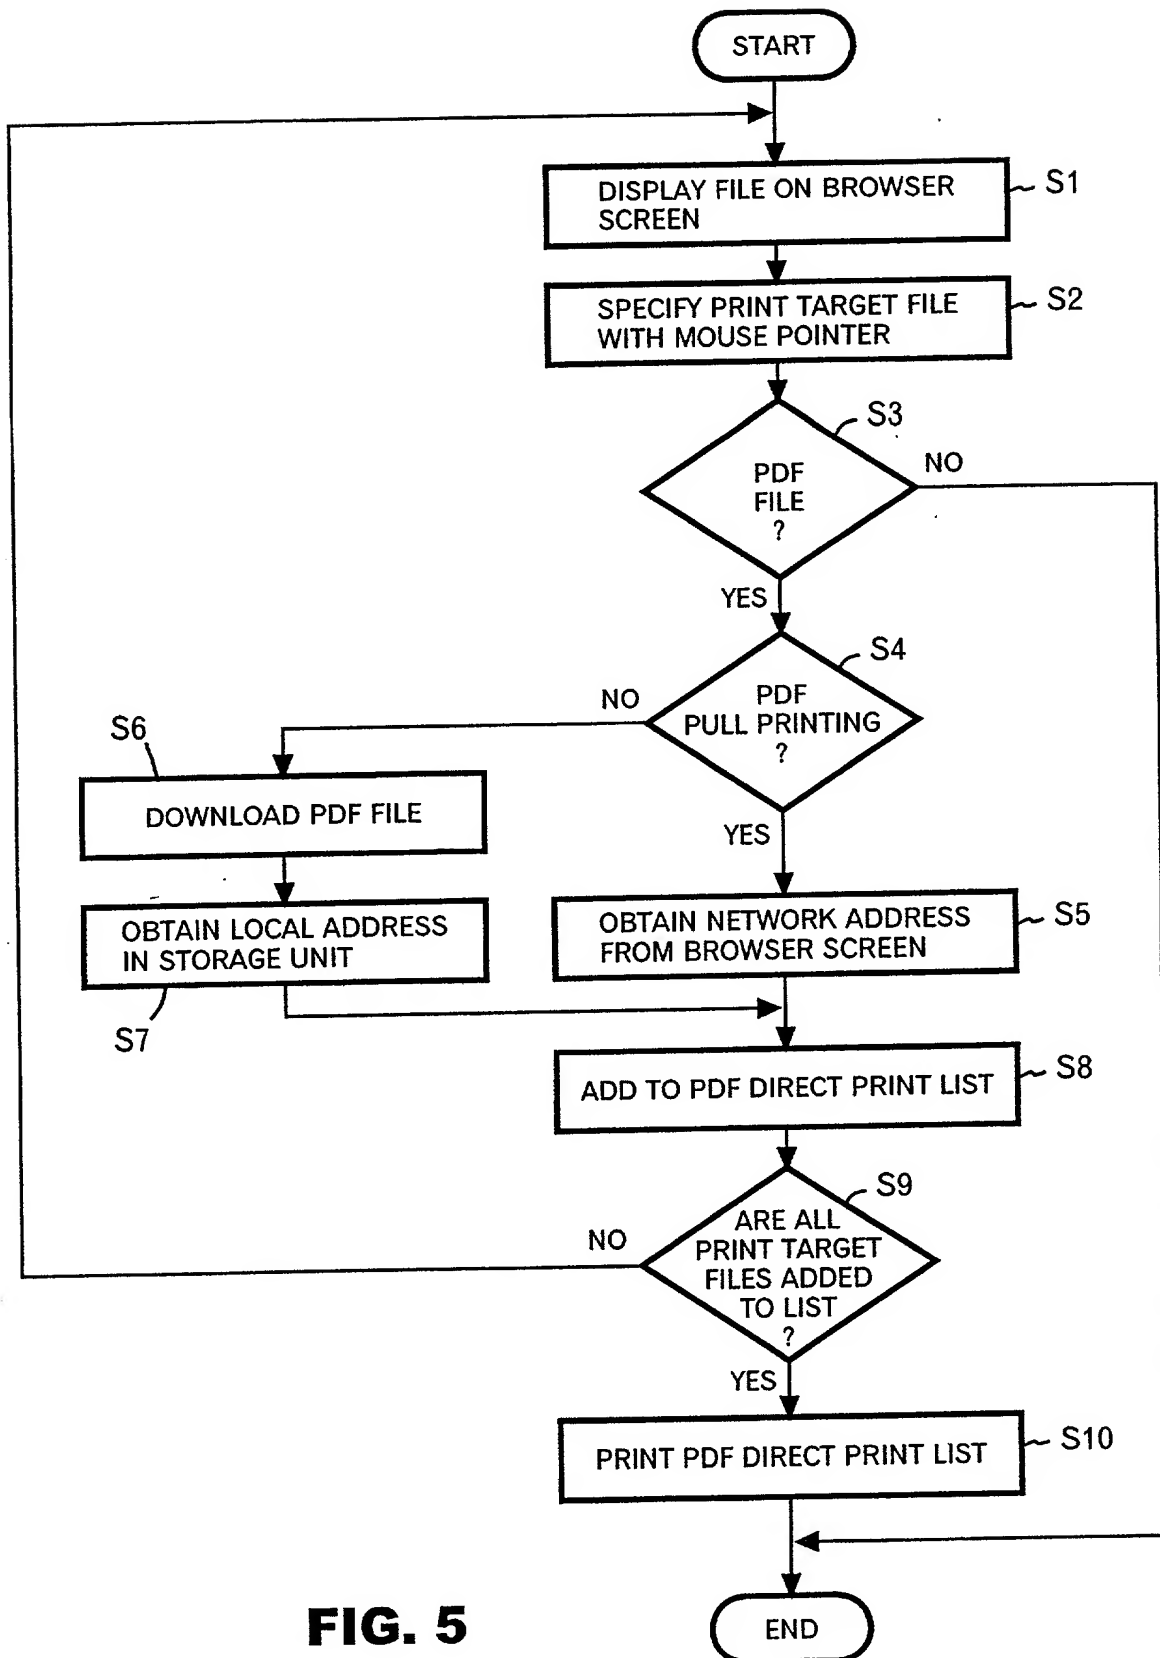 START
DISPLAY FILE ON BROWSER
SCREEN
S1
SPECIFY PRINT TARGET FILE
WITH MOUSE POINTER
S2
S3
PDF
FILE
?
NO
YES
S4
PDF
PULL PRINTING
?
NO
YES
S6
DOWNLOAD PDF FILE
OBTAIN LOCAL ADDRESS
IN STORAGE UNIT
S7
OBTAIN NETWORK ADDRESS
FROM BROWSER SCREEN
S5
ADD TO PDF DIRECT PRINT LIST
S8
S9
ARE ALL
PRINT TARGET
FILES ADDED
TO LIST
?
NO
YES
PRINT PDF DIRECT PRINT LIST
S10
END
FIG. 5